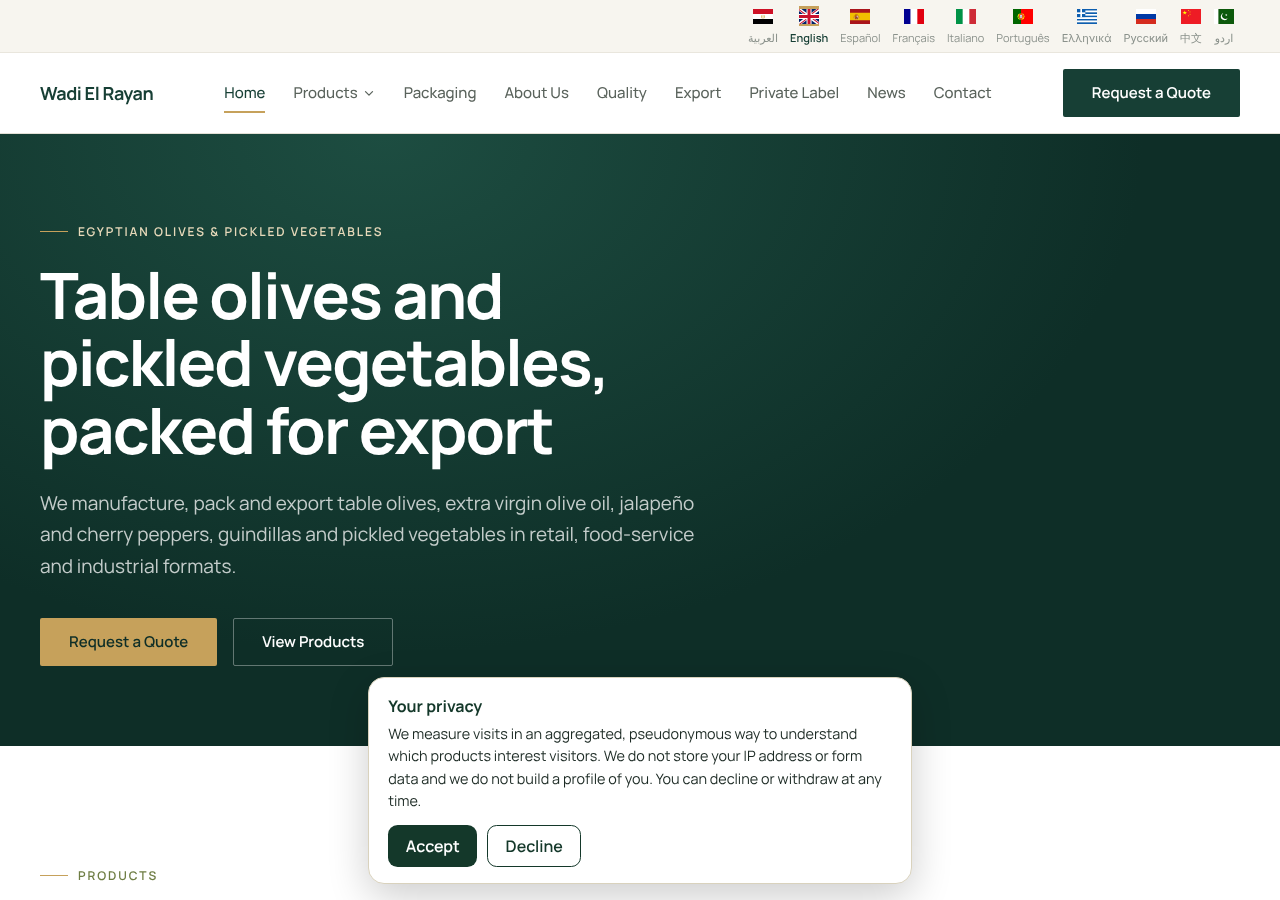 العربية English Español Français Italiano Português Ελληνικά Русский 中文 اردو
Wadi El Rayan Home Products Packaging About Us Quality Export Private Label News Contact Request a Quote
EGYPTIAN OLIVES & PICKLED VEGETABLES
Table olives and
pickled vegetables,
packed for export
We manufacture, pack and export table olives, extra virgin olive oil, jalapeño
and cherry peppers, guindillas and pickled vegetables in retail, food-service
and industrial formats.
Request a Quote View Products
Your privacy
We measure visits in an aggregated, pseudonymous way to understand
which products interest visitors. We do not store your IP address or form
data and we do not build a profile of you. You can decline or withdraw at any
time.
Accept Decline
PRODUCTS